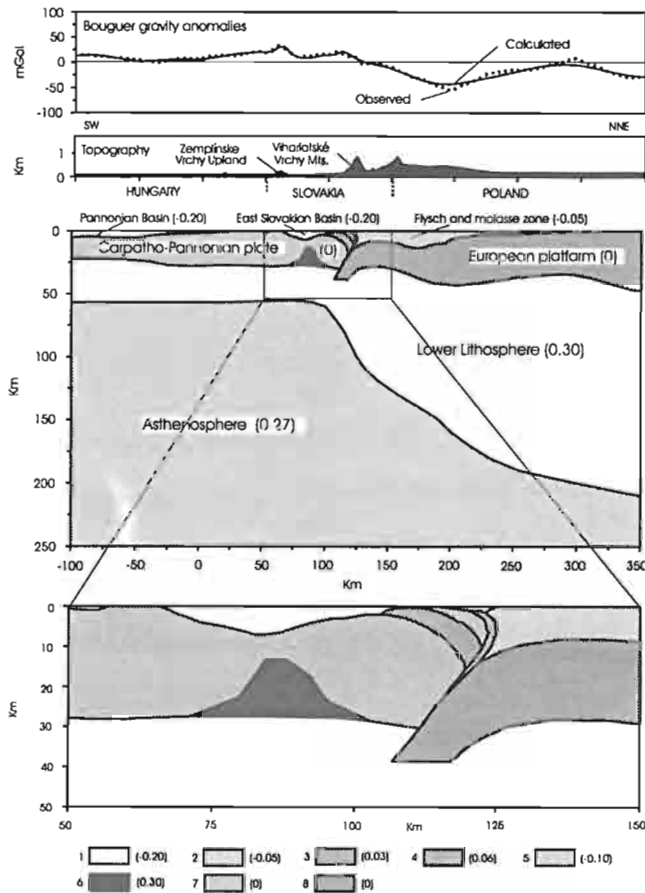 Bouguer gravity anomalies
100
50
0
-50
-100
mGal
Calculated
Observed
SW
NNE
Topography
Km
1
0
Zemplínske
Vrchy Upland
Vihorlatské
Vrchy Mts.
HUNGARY
SLOVAKIA
POLAND
Pannonian Basin (-0.20)
East Slovakian Basin (-0.20)
Flysch and molasse zone (-0.05)
Carpatho-Pannonian plate
(0)
European platfarm (0)
Lower Lithosphere (0.30)
Asthenosphere (0.27)
Km
0
50
100
150
200
250
-100
-50
0
50
100
150
200
250
300
350
Km
Km
0
10
20
30
40
50
50
75
100
Km
125
150
1 (-0.20) 2 (-0.05) 3 (0.03) 4 (0.06) 5 (-0.10)
6 (0.30) 7 (0) 8 (0)